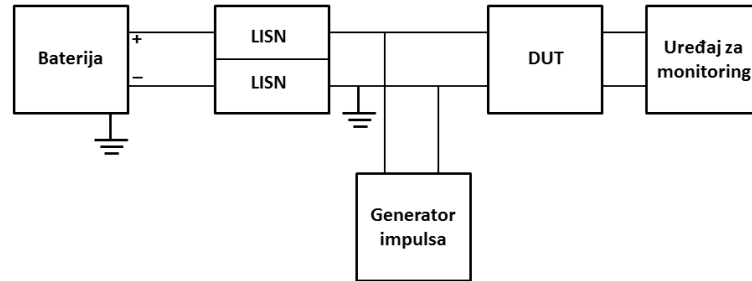 Baterija
+
−
LISN
LISN
DUT
Uređaj za
monitoring
Generator
impulsa